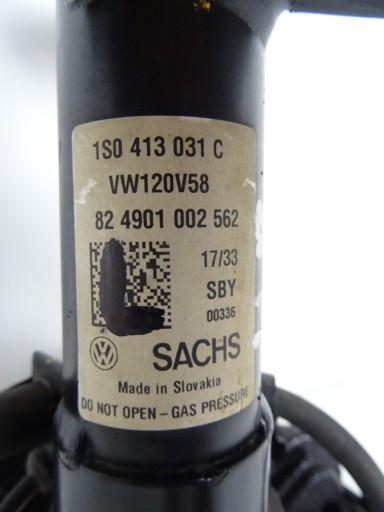 1S0 413 031 C
VW120V58
82 4901 002 562
17/33
SBY
00336
SACHS
Made in Slovakia
DO NOT OPEN - GAS PRESSURE